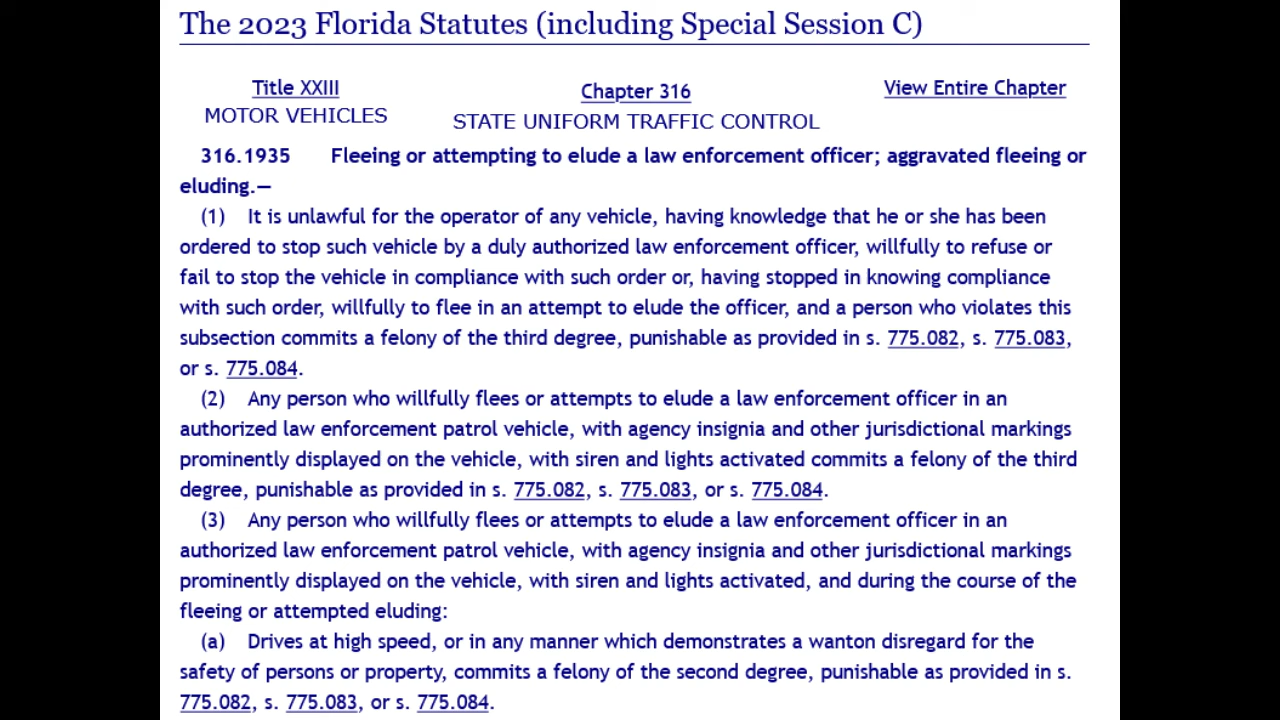 The 2023 Florida Statutes (including Special Session C)
Title XXIII
MOTOR VEHICLES
Chapter 316
STATE UNIFORM TRAFFIC CONTROL
View Entire Chapter
316.1935 Fleeing or attempting to elude a law enforcement officer; aggravated fleeing or
eluding.—
(1) It is unlawful for the operator of any vehicle, having knowledge that he or she has been
ordered to stop such vehicle by a duly authorized law enforcement officer, willfully to refuse or
fail to stop the vehicle in compliance with such order or, having stopped in knowing compliance
with such order, willfully to flee in an attempt to elude the officer, and a person who violates this
subsection commits a felony of the third degree, punishable as provided in s. 775.082, s. 775.083,
or s. 775.084.
(2) Any person who willfully flees or attempts to elude a law enforcement officer in an
authorized law enforcement patrol vehicle, with agency insignia and other jurisdictional markings
prominently displayed on the vehicle, with siren and lights activated commits a felony of the third
degree, punishable as provided in s. 775.082, s. 775.083, or s. 775.084.
(3) Any person who willfully flees or attempts to elude a law enforcement officer in an
authorized law enforcement patrol vehicle, with agency insignia and other jurisdictional markings
prominently displayed on the vehicle, with siren and lights activated, and during the course of the
fleeing or attempted eluding:
(a) Drives at high speed, or in any manner which demonstrates a wanton disregard for the
safety of persons or property, commits a felony of the second degree, punishable as provided in s.
775.082, s. 775.083, or s. 775.084.